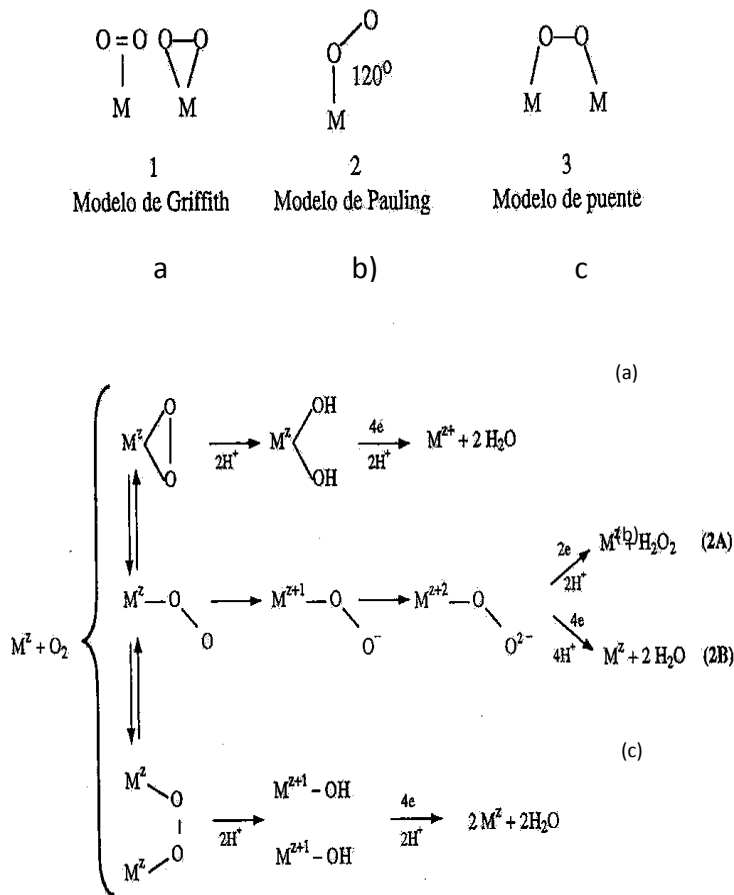 O=O O—O
M M
O
O
120⁰
M
O—O
M M
1
Modelo de Griffith
2
Modelo de Pauling
3
Modelo de puente
a
b)
c
(a)
M^z O O 2H⁺ M^z OH OH 4e 2H⁺ M^z+ + 2 H₂O
M^z + O₂
M^z—O O M^z+1—O O⁻ M^z+2—O O²⁻
2e 2H⁺ M^z + H₂O₂ (2A)
(b)
4e 4H⁺ M^z + 2 H₂O (2B)
(c)
M^z O O M^z 2H⁺ M^z+1-OH M^z+1-OH 4e 2H⁺ 2 M^z + 2H₂O